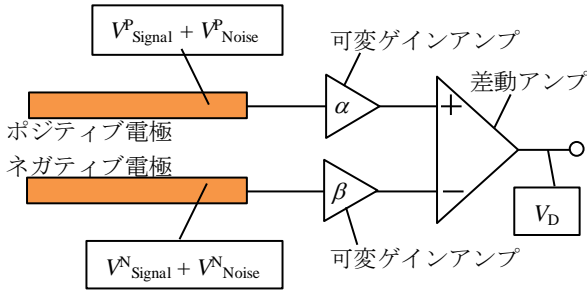 V^P_Signal + V^P_Noise
可変ゲインアンプ
差動アンプ
α
+
ポジティブ電極
ネガティブ電極
β
−
V_D
V^N_Signal + V^N_Noise
可変ゲインアンプ